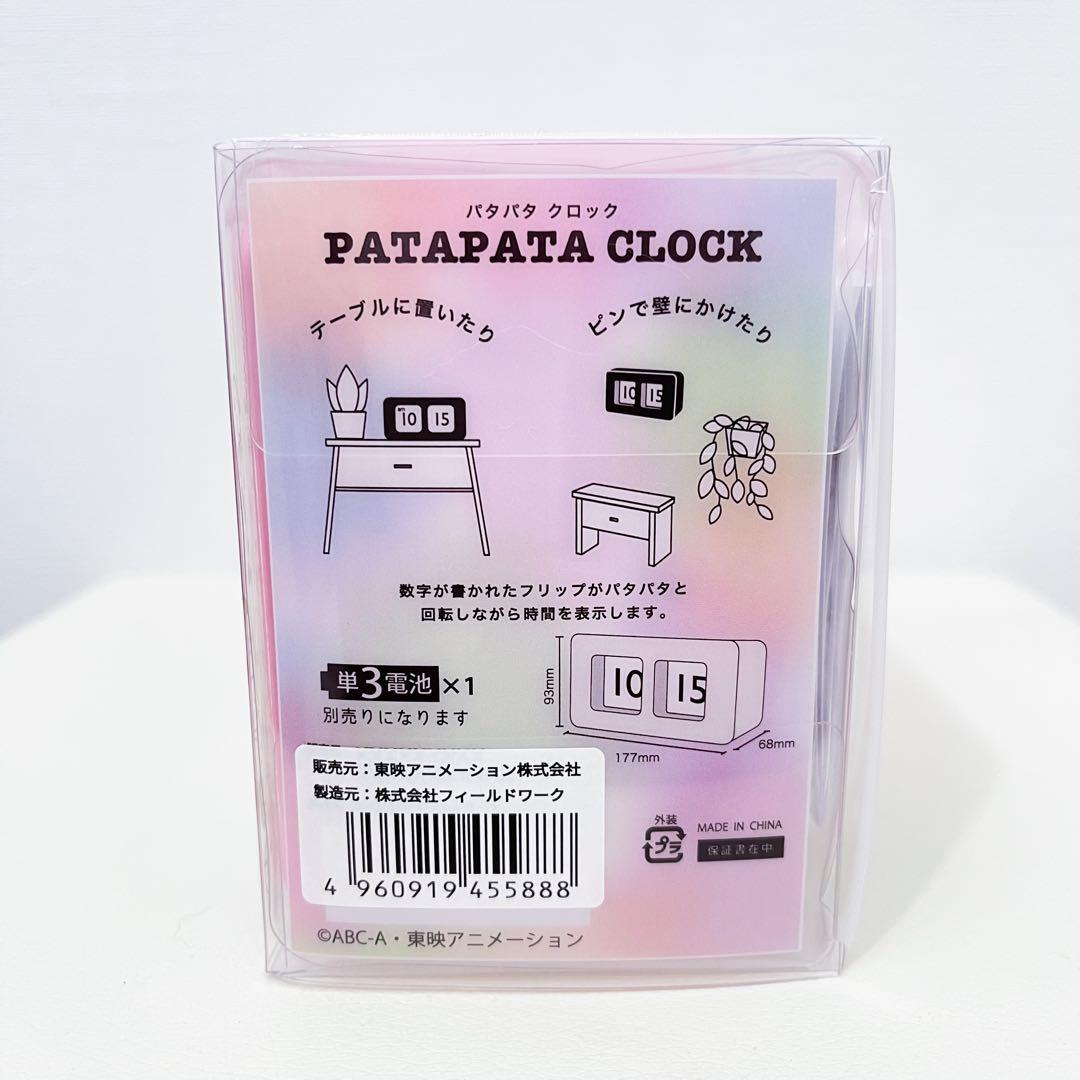 パタパタ クロック
PATAPATA CLOCK
テーブルに置いたり
ピンで壁にかけたり
10 15
10 15
数字が書かれたフリップがパタパタと
回転しながら時間を表示します。
単3電池×1
別売りになります
10 15
93mm
177mm
68mm
販売元：東映アニメーション株式会社
製造元：株式会社フィールドワーク
4 960919 455888
外装
プラ
MADE IN CHINA
保証書在中
©ABC-A・東映アニメーション